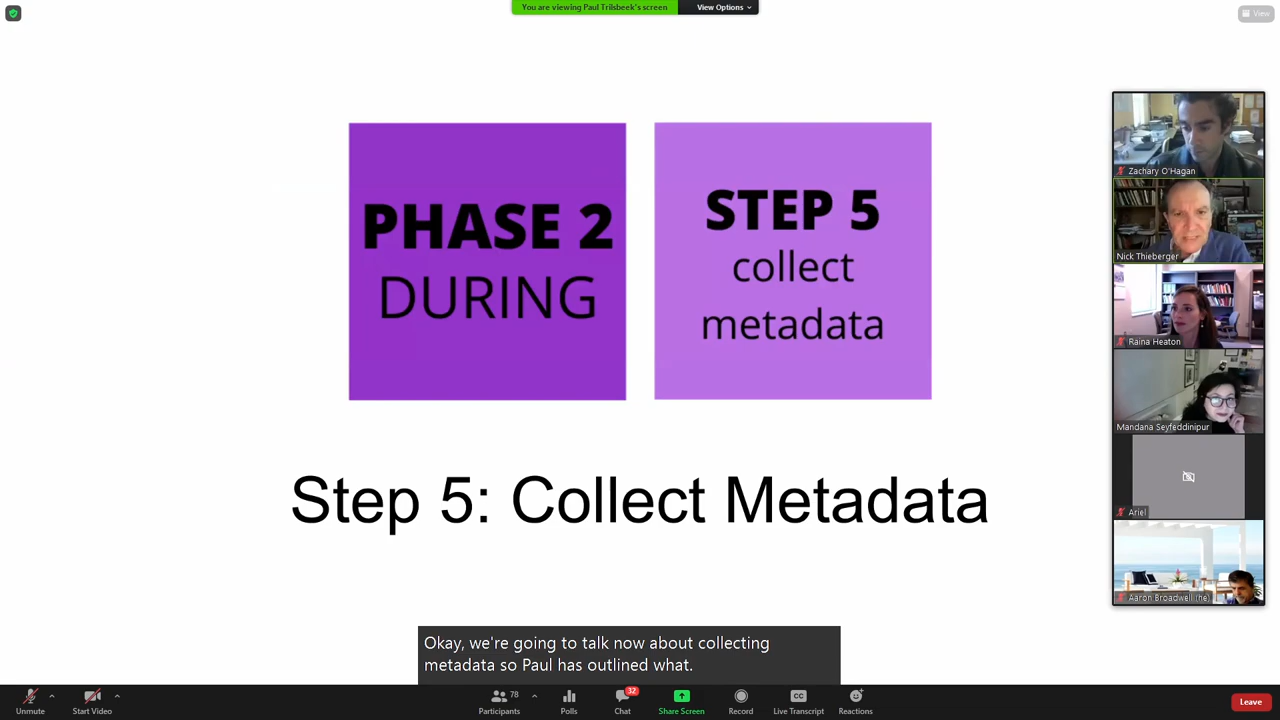 You are viewing Paul Trilsbeek's screen
View Options
View
PHASE 2
DURING
STEP 5
collect
metadata
Step 5: Collect Metadata
Zachary O'Hagan
Nick Thieberger
Raina Heaton
Mandana Seyfeddinipur
Ariel
Aaron Broadwell (he)
Okay, we're going to talk now about collecting
metadata so Paul has outlined what.
Unmute
Start Video
78
Participants
Polls
32
Chat
Share Screen
Record
CC
Live Transcript
Reactions
Leave